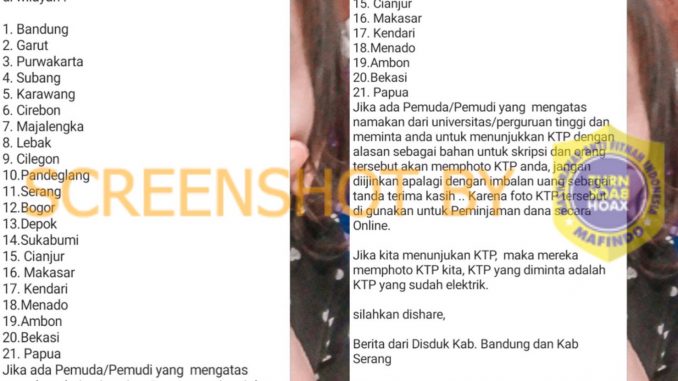 1. Bandung
2. Garut
3. Purwakarta
4. Subang
5. Karawang
6. Cirebon
7. Majalengka
8. Lebak
9. Cilegon
10.Pandeglang
11.Serang
12.Bogor
13.Depok
14.Sukabumi
15. Cianjur
16. Makasar
17. Kendari
18.Menado
19.Ambon
20.Bekasi
21. Papua
Jika ada Pemuda/Pemudi yang mengatas
15. Cianjur
16. Makasar
17. Kendari
18.Menado
19.Ambon
20.Bekasi
21. Papua
Jika ada Pemuda/Pemudi yang mengatas
namakan dari universitas/perguruan tinggi dan
meminta anda untuk menunjukkan KTP dengan
alasan sebagai bahan untuk skripsi dan orang
tersebut akan memphoto KTP anda, jangan
diijinkan apalagi dengan imbalan uang sebagai
tanda terima kasih .. Karena foto KTP tersebut
di gunakan untuk Peminjaman dana secara
Online.
Jika kita menunjukan KTP, maka mereka
memphoto KTP kita, KTP yang diminta adalah
KTP yang sudah elektrik.
silahkan dishare,
Berita dari Disduk Kab. Bandung dan Kab
Serang
SCREENSHOT BY
ANTI FITNAH INDONESIA
TURN
BACK
HOAX
MAFINDO